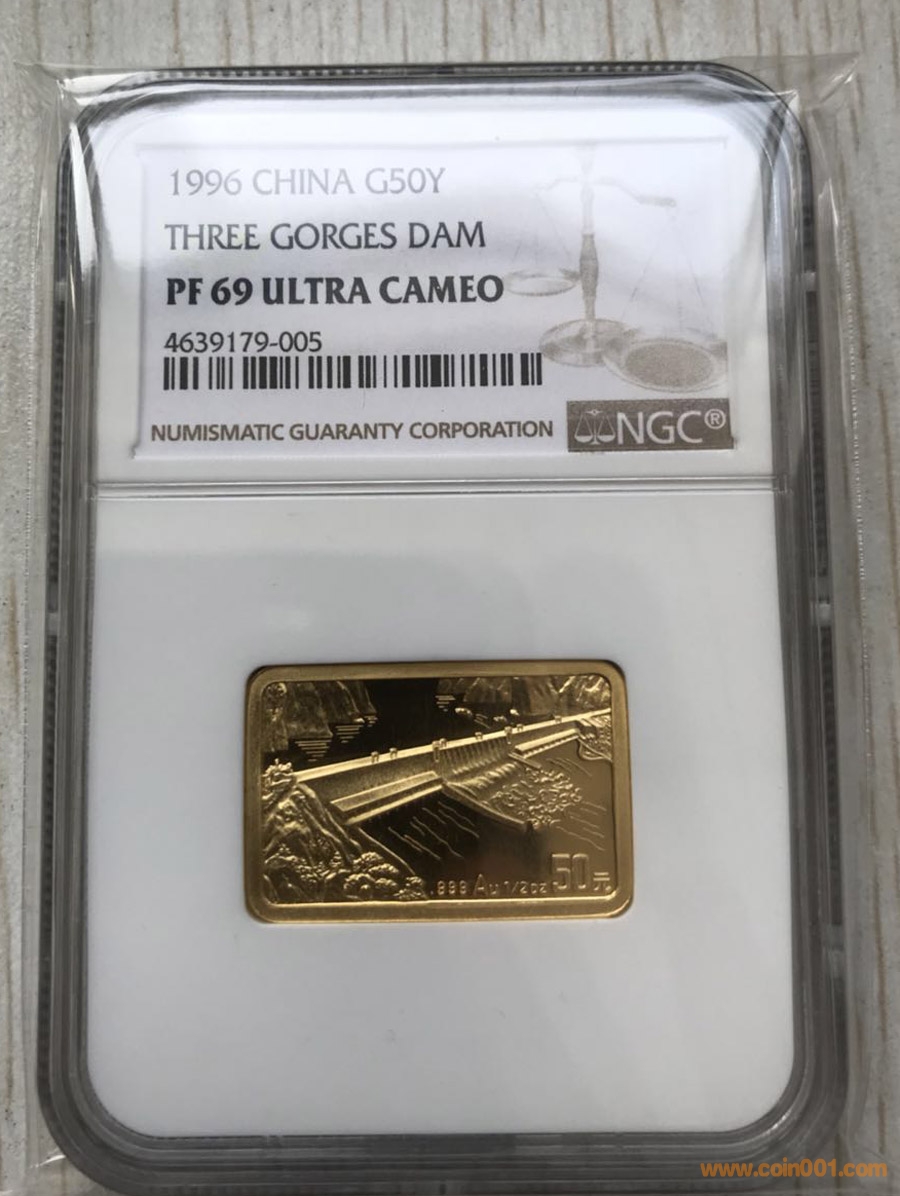 1996 CHINA G50Y
THREE GORGES DAM
PF 69 ULTRA CAMEO
4639179-005
NUMISMATIC GUARANTY CORPORATION
NGC®
.999 Au 1/2oz 50元
www.coin001.com